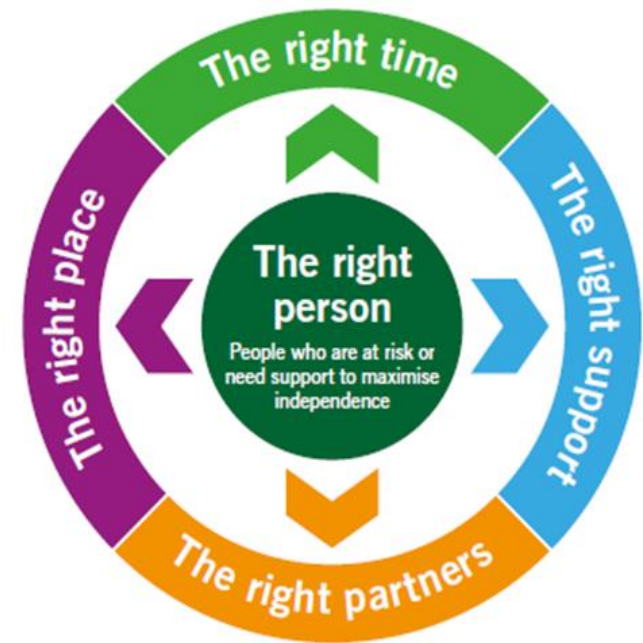 The right time
The right place
The right
person
People who are at risk or
need support to maximise
independence
The right support
The right partners